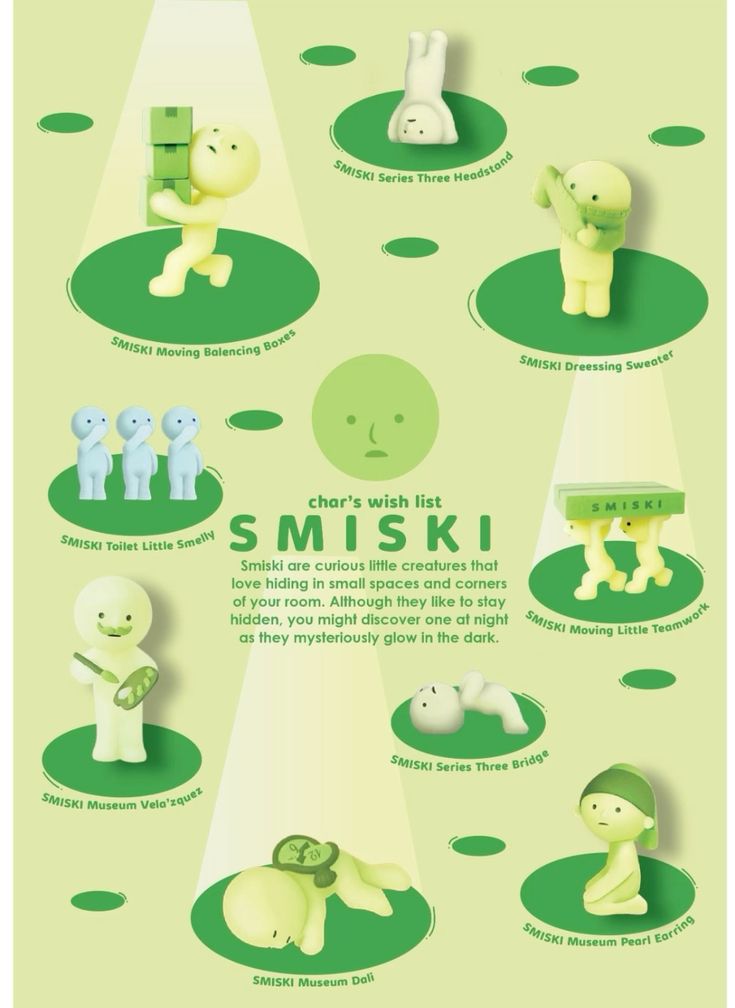 SMISKI Series Three Headstand
SMISKI Moving Balencing Boxes
SMISKI Dreessing Sweater
char's wish list
SMISKI
SMISKI
SMISKI Toilet Little Smelly
Smiski are curious little creatures that
love hiding in small spaces and corners
of your room. Although they like to stay
hidden, you might discover one at night
as they mysteriously glow in the dark.
SMISKI Moving Little Teamwork
SMISKI Series Three Bridge
SMISKI Museum Vela'zquez
12
6
SMISKI Museum Pearl Earring
SMISKI Museum Dali